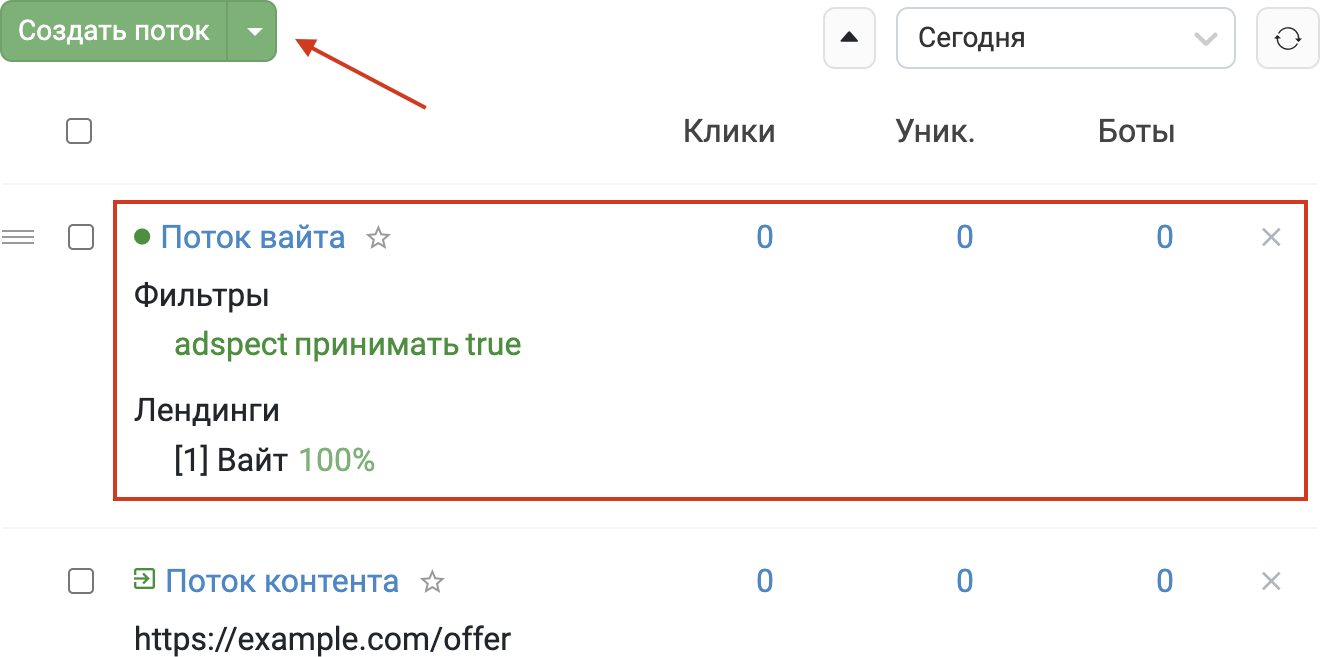 Создать поток
Сегодня
Клики Уник. Боты
Поток вайта 0 0 0
Фильтры
adspect принимать true
Лендинги
[1] Вайт 100%
Поток контента 0 0 0
https://example.com/offer